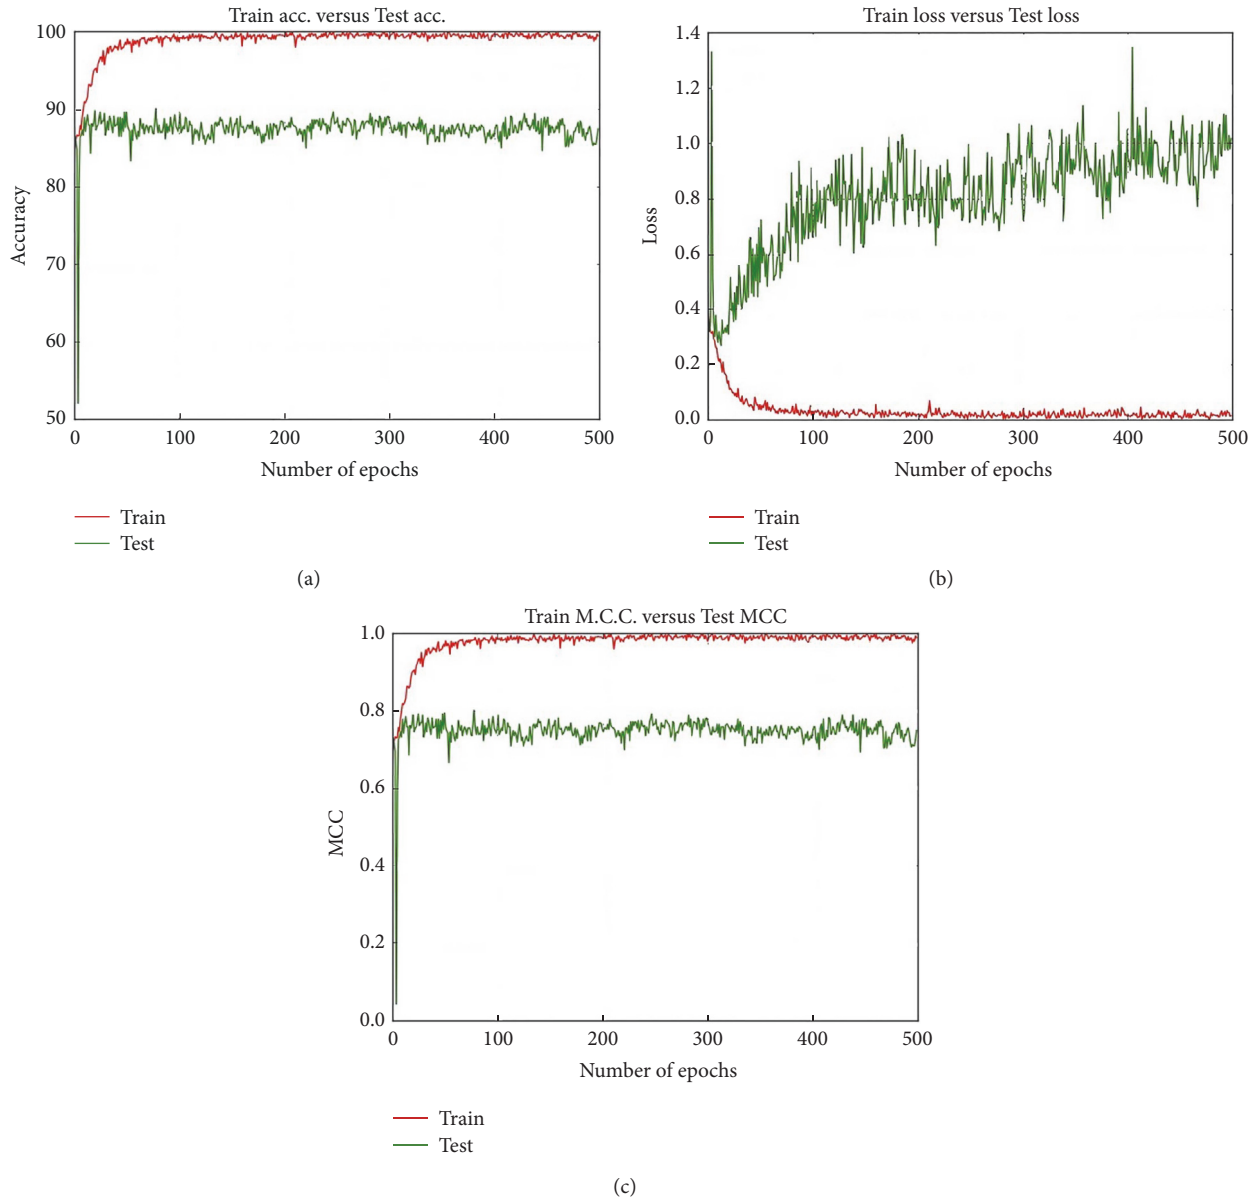 Train acc. versus Test acc.
100
90
80
70
60
50
Accuracy
0
100
200
300
400
500
Number of epochs
Train
Test
(a)
Train loss versus Test loss
1.4
1.2
1.0
0.8
0.6
0.4
0.2
0.0
Loss
0
100
200
300
400
500
Number of epochs
Train
Test
(b)
Train M.C.C. versus Test MCC
1.0
0.8
0.6
0.4
0.2
0.0
MCC
0
100
200
300
400
500
Number of epochs
Train
Test
(c)